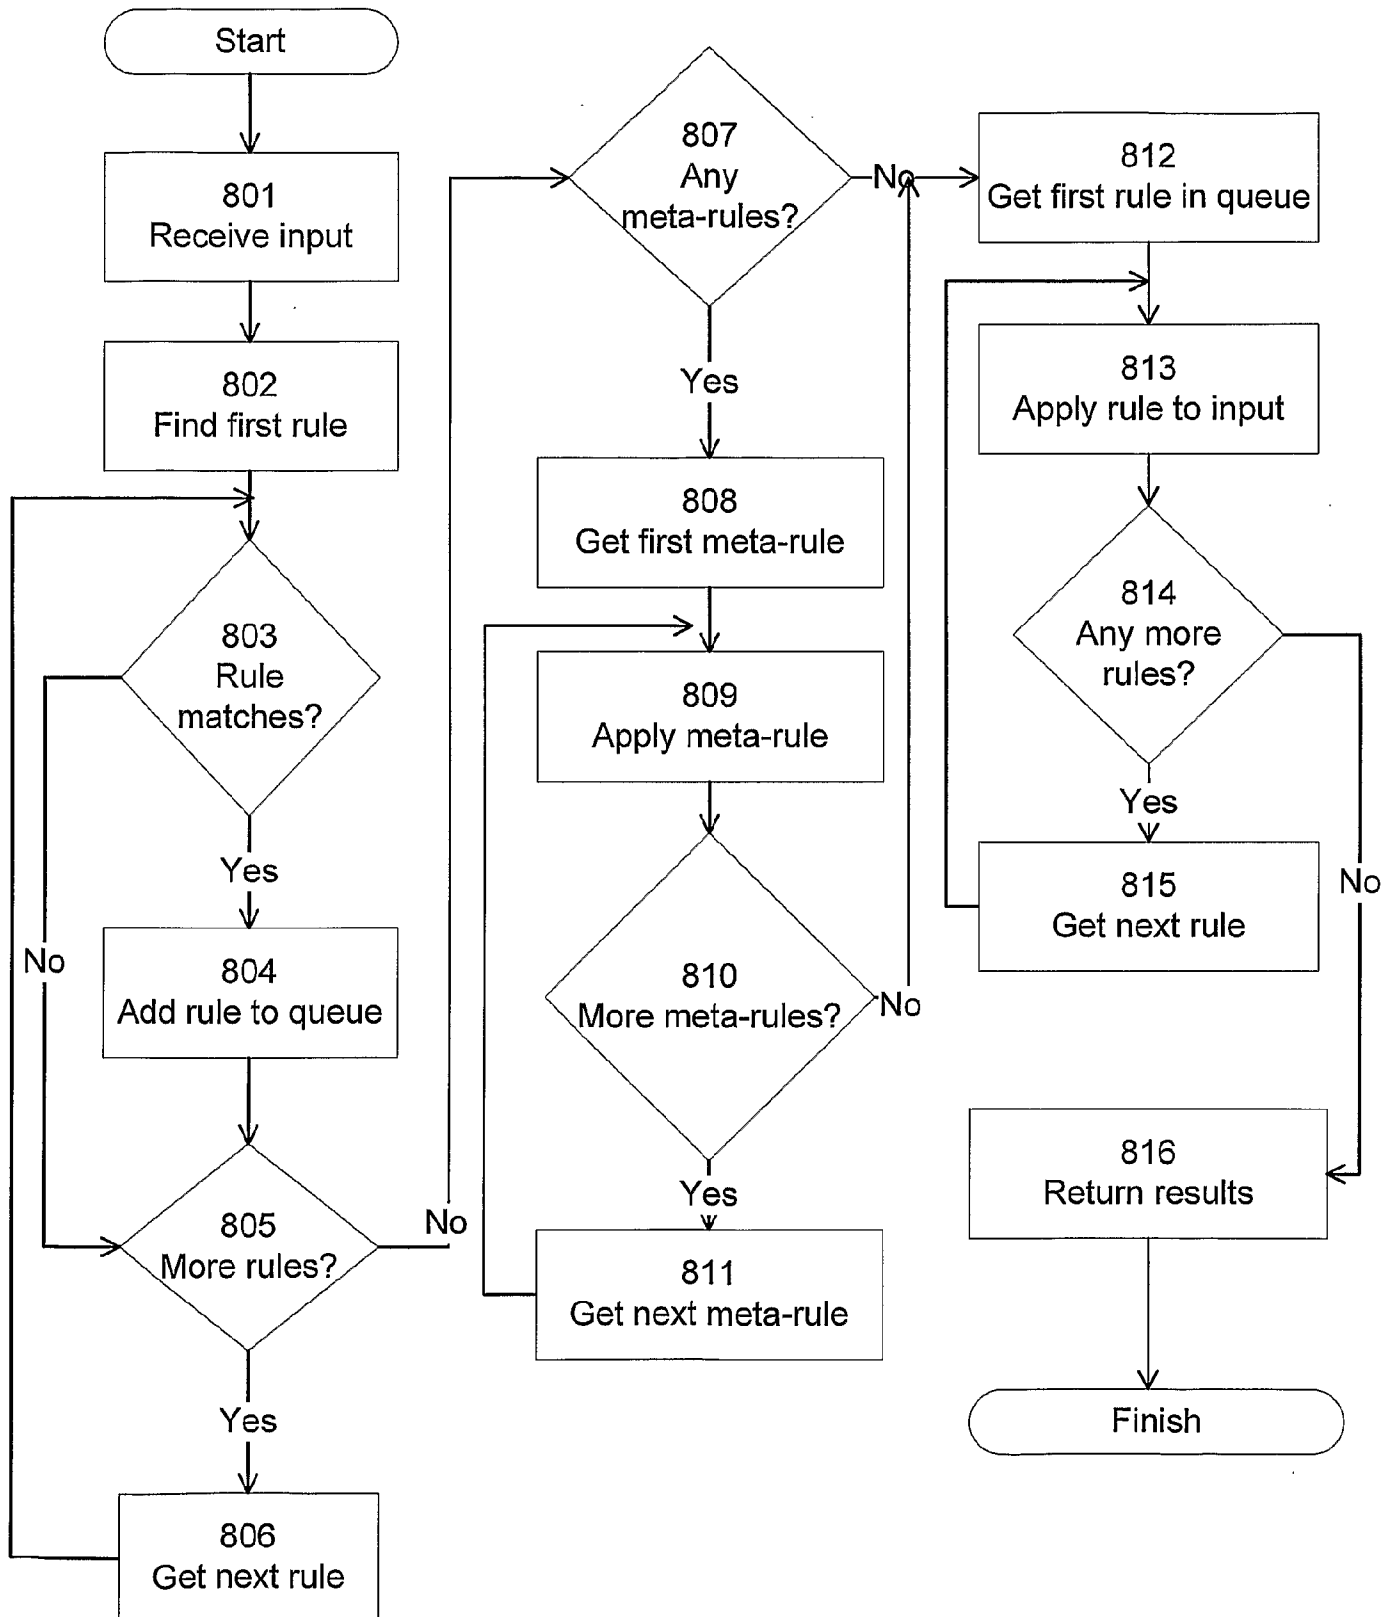 Start
801
Receive input
802
Find first rule
803
Rule
matches?
Yes
No
804
Add rule to queue
805
More rules?
No
Yes
806
Get next rule
807
Any
meta-rules?
No
Yes
808
Get first meta-rule
809
Apply meta-rule
810
More meta-rules?
No
Yes
811
Get next meta-rule
812
Get first rule in queue
813
Apply rule to input
814
Any more
rules?
Yes
No
815
Get next rule
816
Return results
Finish